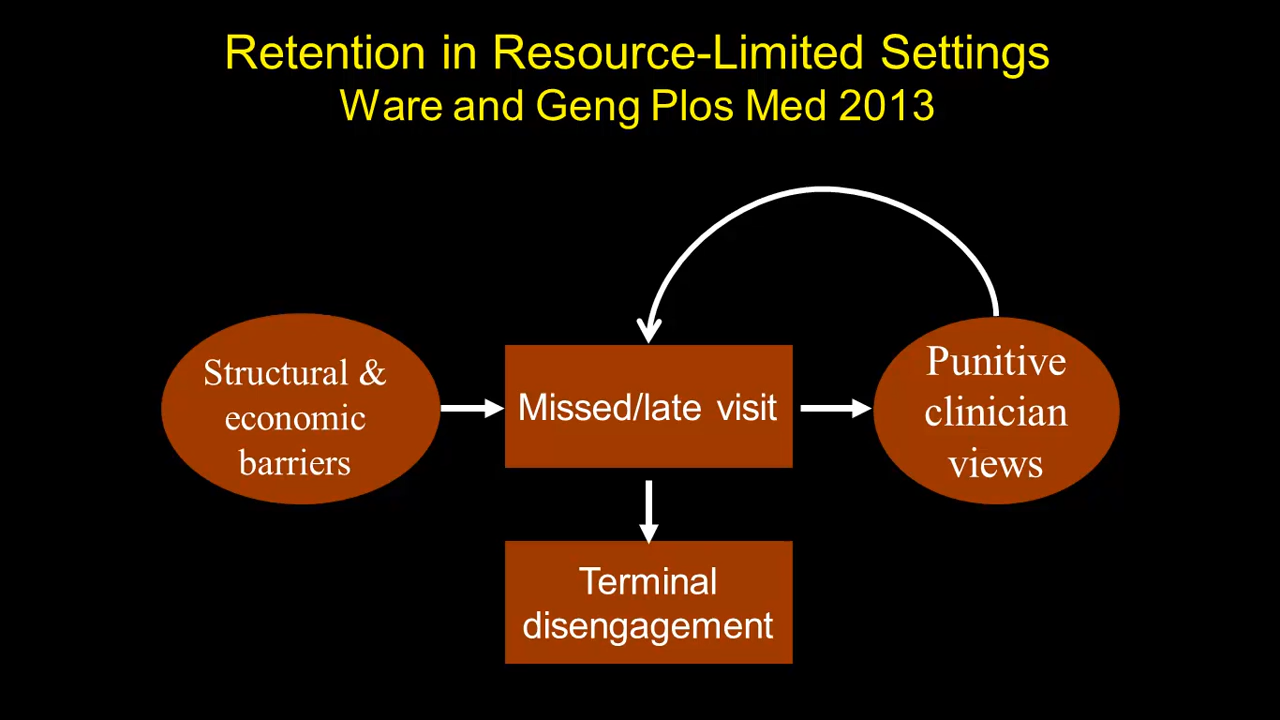 Retention in Resource-Limited Settings
Ware and Geng Plos Med 2013
Structural &
economic
barriers
Missed/late visit
Punitive
clinician
views
Terminal
disengagement